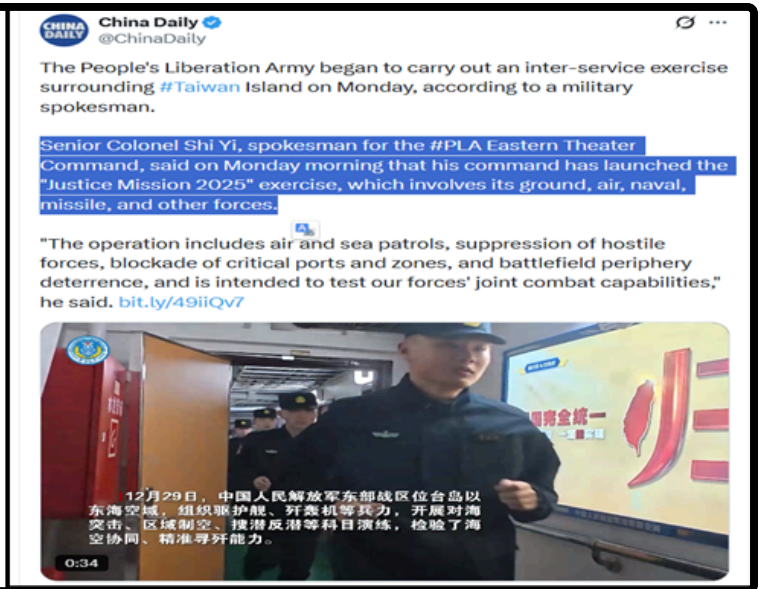 CHINA DAILY
China Daily
@ChinaDaily
The People's Liberation Army began to carry out an inter-service exercise
surrounding #Taiwan Island on Monday, according to a military
spokesman.
Senior Colonel Shi Yi, spokesman for the #PLA Eastern Theater
Command, said on Monday morning that his command has launched the
"Justice Mission 2025" exercise, which involves its ground, air, naval,
missile, and other forces.
"The operation includes air and sea patrols, suppression of hostile
forces, blockade of critical ports and zones, and battlefield periphery
deterrence, and is intended to test our forces' joint combat capabilities,"
he said. bit.ly/49iiQv7
国完全统一
12月29日，中国人民解放军东部战区位台岛以
东海空域，组织驱护舰、歼轰机等兵力，开展对海
突击、区域制空、搜潜反潜等科目演练，检验了海
空协同、精准寻歼能力。
0:34